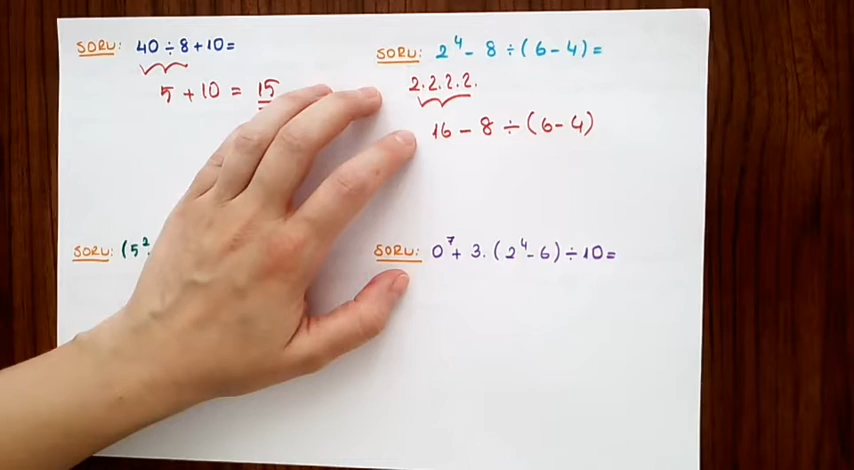 SORU: 40 ÷ 8 + 10 =
5 + 10 = 15
SORU: 2⁴ - 8 ÷ (6 - 4) =
2.2.2.2.
16 - 8 ÷ (6 - 4)
SORU: (5²
SORU: 0⁷ + 3. (2⁴ - 6) ÷ 10 =